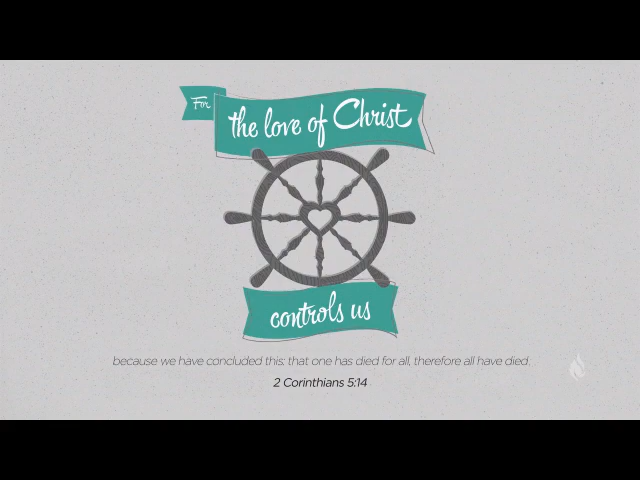 For
the love of Christ
controls us
because we have concluded this: that one has died for all, therefore all have died.
2 Corinthians 5:14